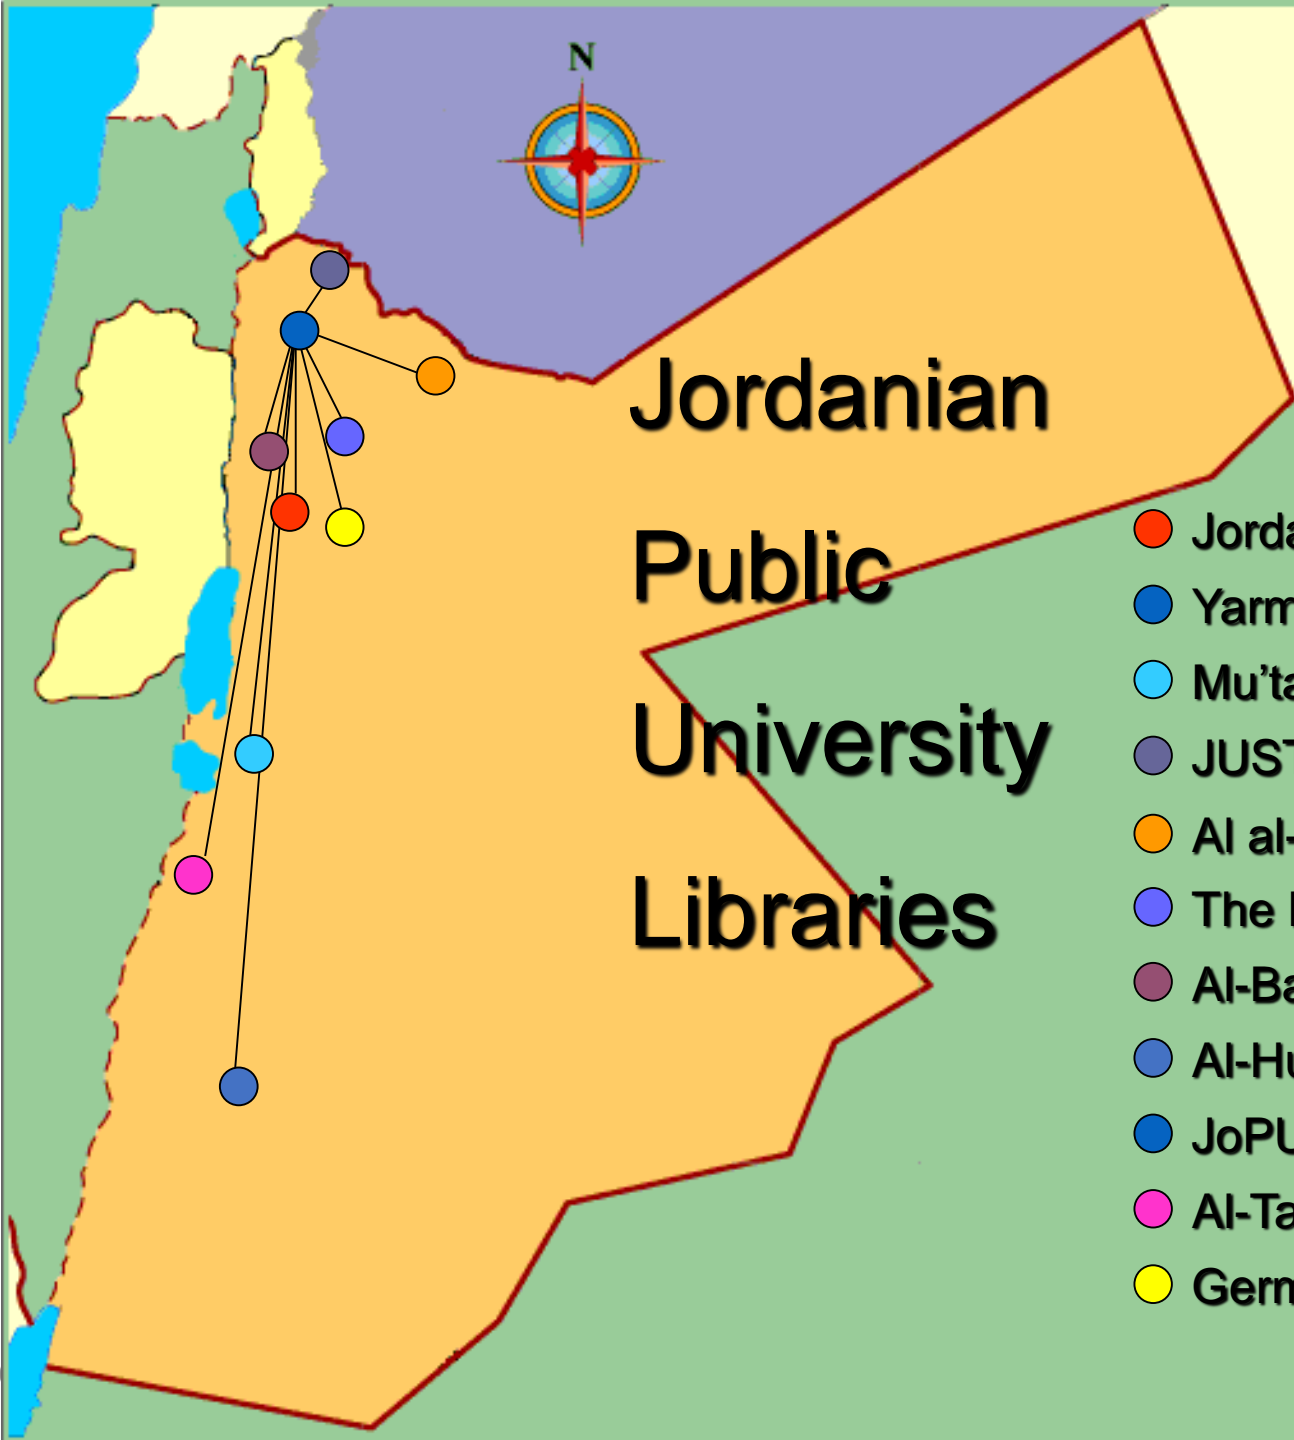 N
Jordanian
Public
University
Libraries
Jorda
Yarm
Mu’ta
JUST
Al al-
The
Al-Ba
Al-Hu
JoPU
Al-Ta
Germ